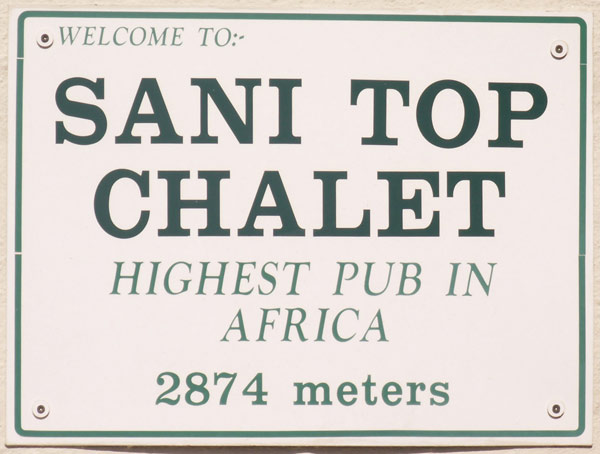 WELCOME TO:-
SANI TOP
CHALET
HIGHEST PUB IN
AFRICA
2874 meters